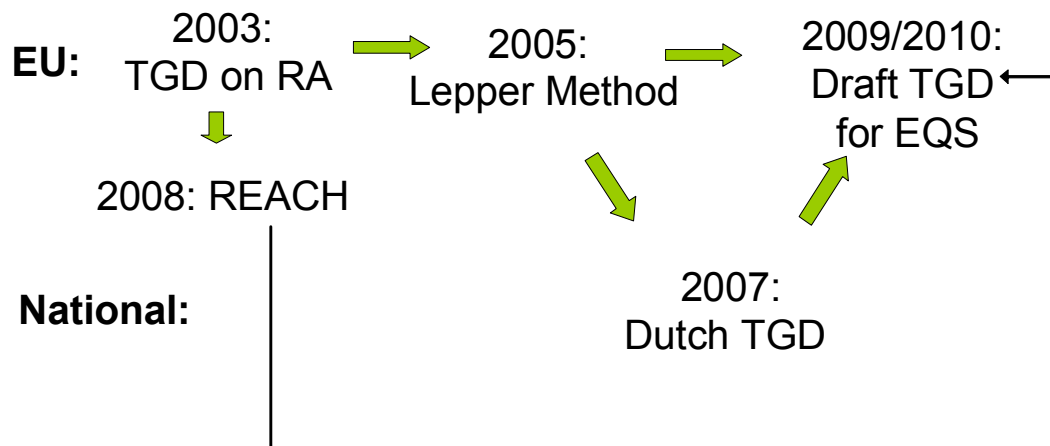 EU:
2003:
TGD on RA
2005:
Lepper Method
2009/2010:
Draft TGD
for EQS
2008: REACH
National:
2007:
Dutch TGD